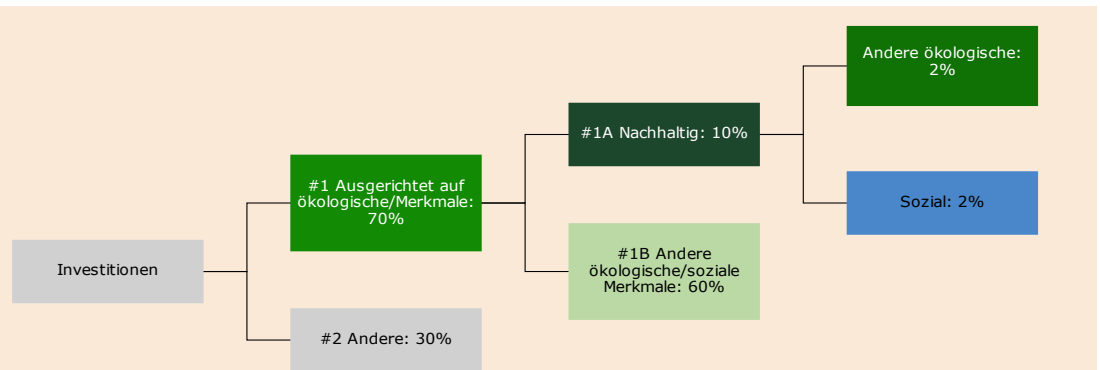 Investitionen
#1 Ausgerichtet auf
ökologische/Merkmale:
70%
#2 Andere: 30%
#1A Nachhaltig: 10%
#1B Andere
ökologische/soziale
Merkmale: 60%
Andere ökologische:
2%
Sozial: 2%